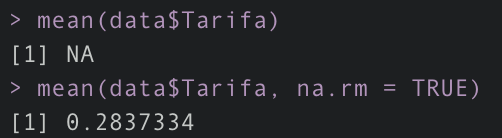 > mean(data$Tarifa)
[1] NA
> mean(data$Tarifa, na.rm = TRUE)
[1] 0.2837334